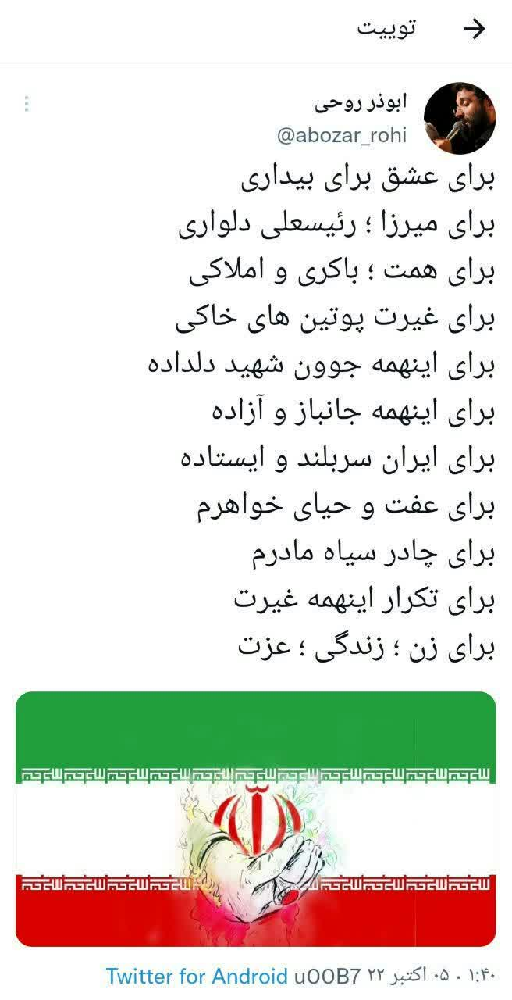 توییت
ابوذر روحی
@abozar_rohi
برای عشق برای بیداری
برای میرزا ؛ رئیسعلی دلواری
برای همت ؛ باکری و املاکی
برای غیرت پوتین های خاکی
برای اینهمه جوون شهید دلداده
برای اینهمه جانباز و آزاده
برای ایران سربلند و ایستاده
برای عفت و حیای خواهرم
برای چادر سیاه مادرم
برای تکرار اینهمه غیرت
برای زن ؛ زندگی ؛ عزت
۱:۴۰ . ۰۵ اکتبر ۲۲ u00B7 Twitter for Android